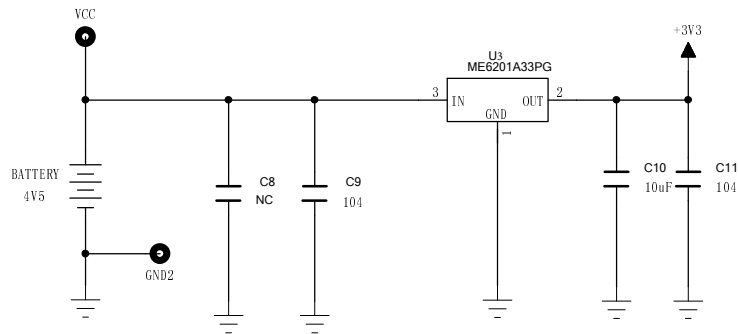 VCC
+3V3
U3
ME6201A33PG
3
IN
OUT
2
GND
1
BATTERY
4V5
C8
NC
C9
104
C10
10uF
C11
104
GND2